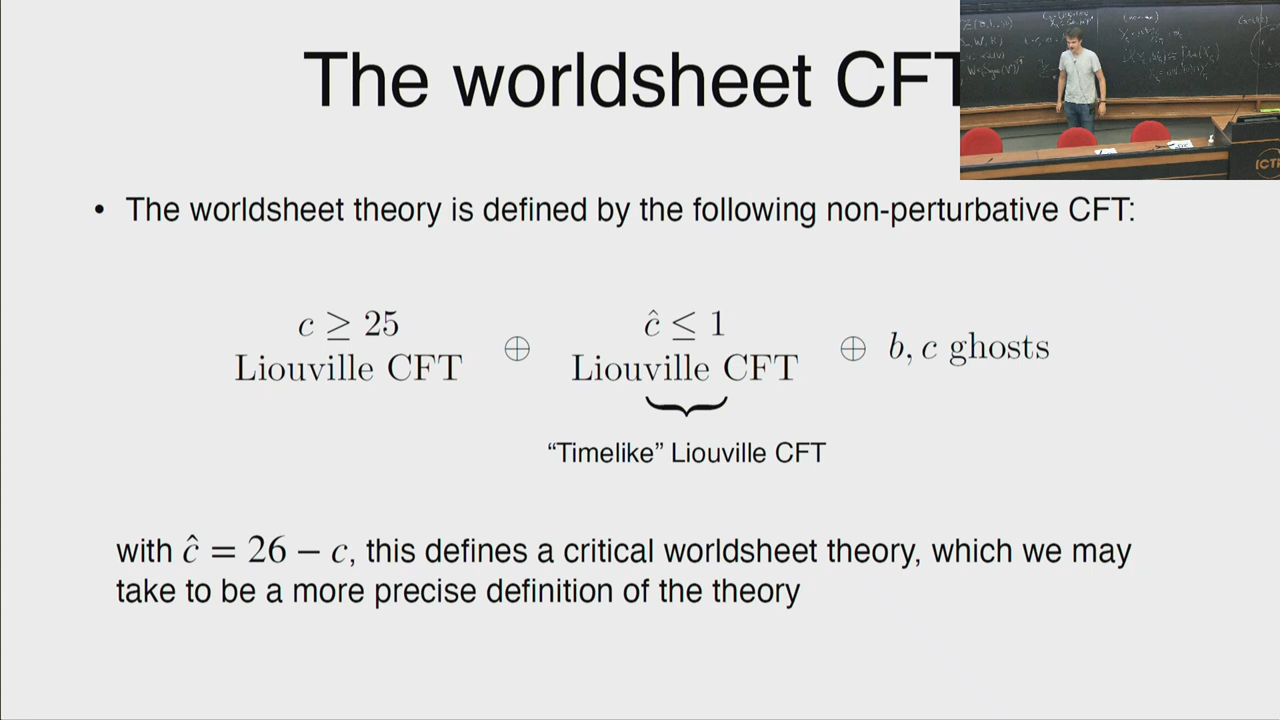 The worldsheet CFT
• The worldsheet theory is defined by the following non-perturbative CFT:
c ≥ 25 Liouville CFT ⊕ ĉ ≤ 1 Liouville CFT ⊕ b, c ghosts
“Timelike” Liouville CFT
with ĉ = 26 − c, this defines a critical worldsheet theory, which we may
take to be a more precise definition of the theory